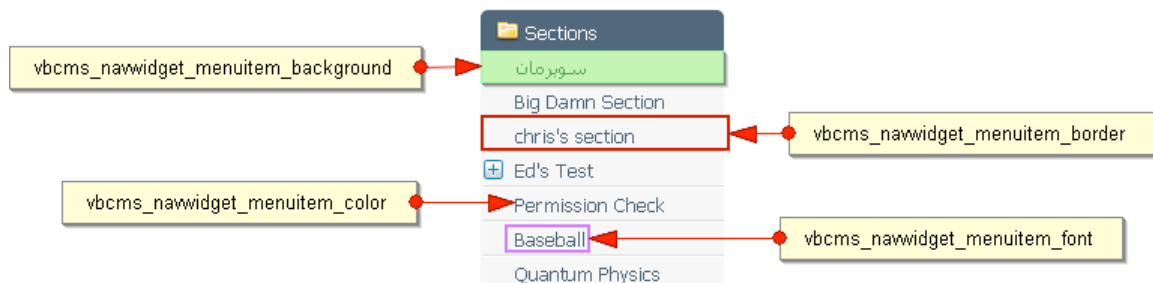 Sections
vbcms_navwidget_menuitem_background
سوبرمان
Big Damn Section
chris's section
vbcms_navwidget_menuitem_border
Ed's Test
vbcms_navwidget_menuitem_color
Permission Check
Baseball
vbcms_navwidget_menuitem_font
Quantum Physics